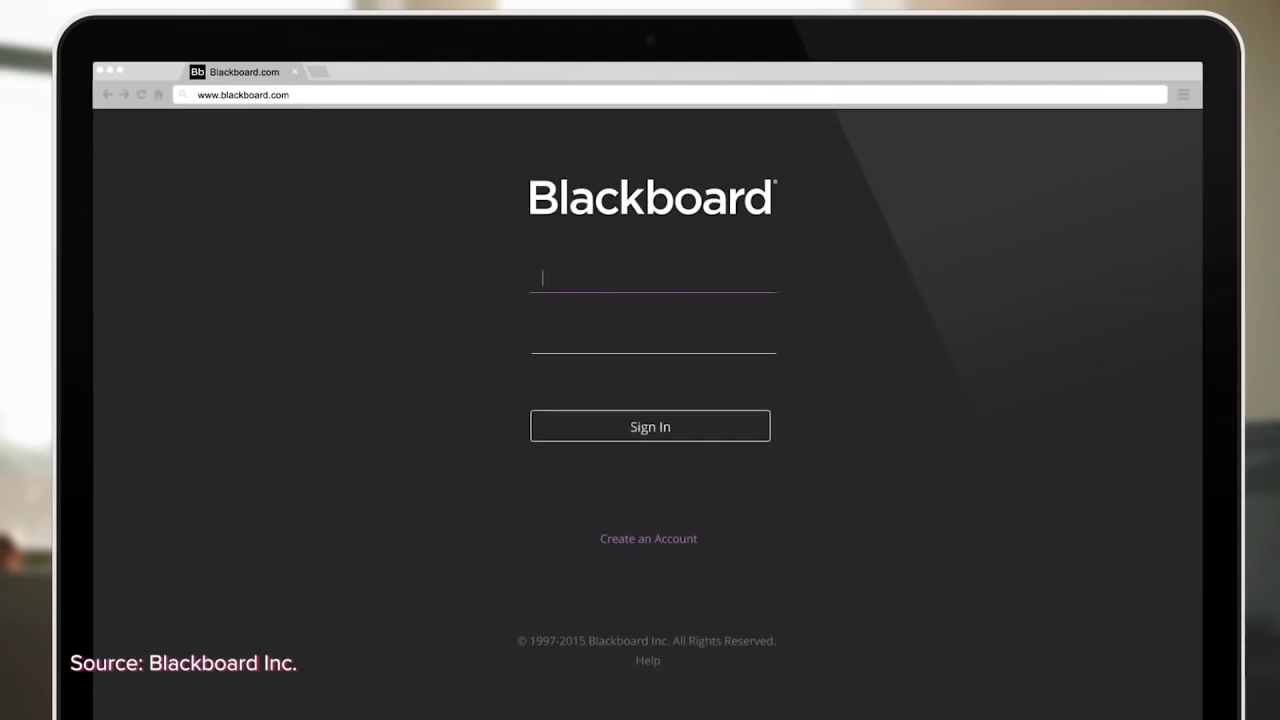 Bb Blackboard.com
www.blackboard.com
Blackboard
Sign In
Create an Account
© 1997-2015 Blackboard Inc. All Rights Reserved.
Help
Source: Blackboard Inc.